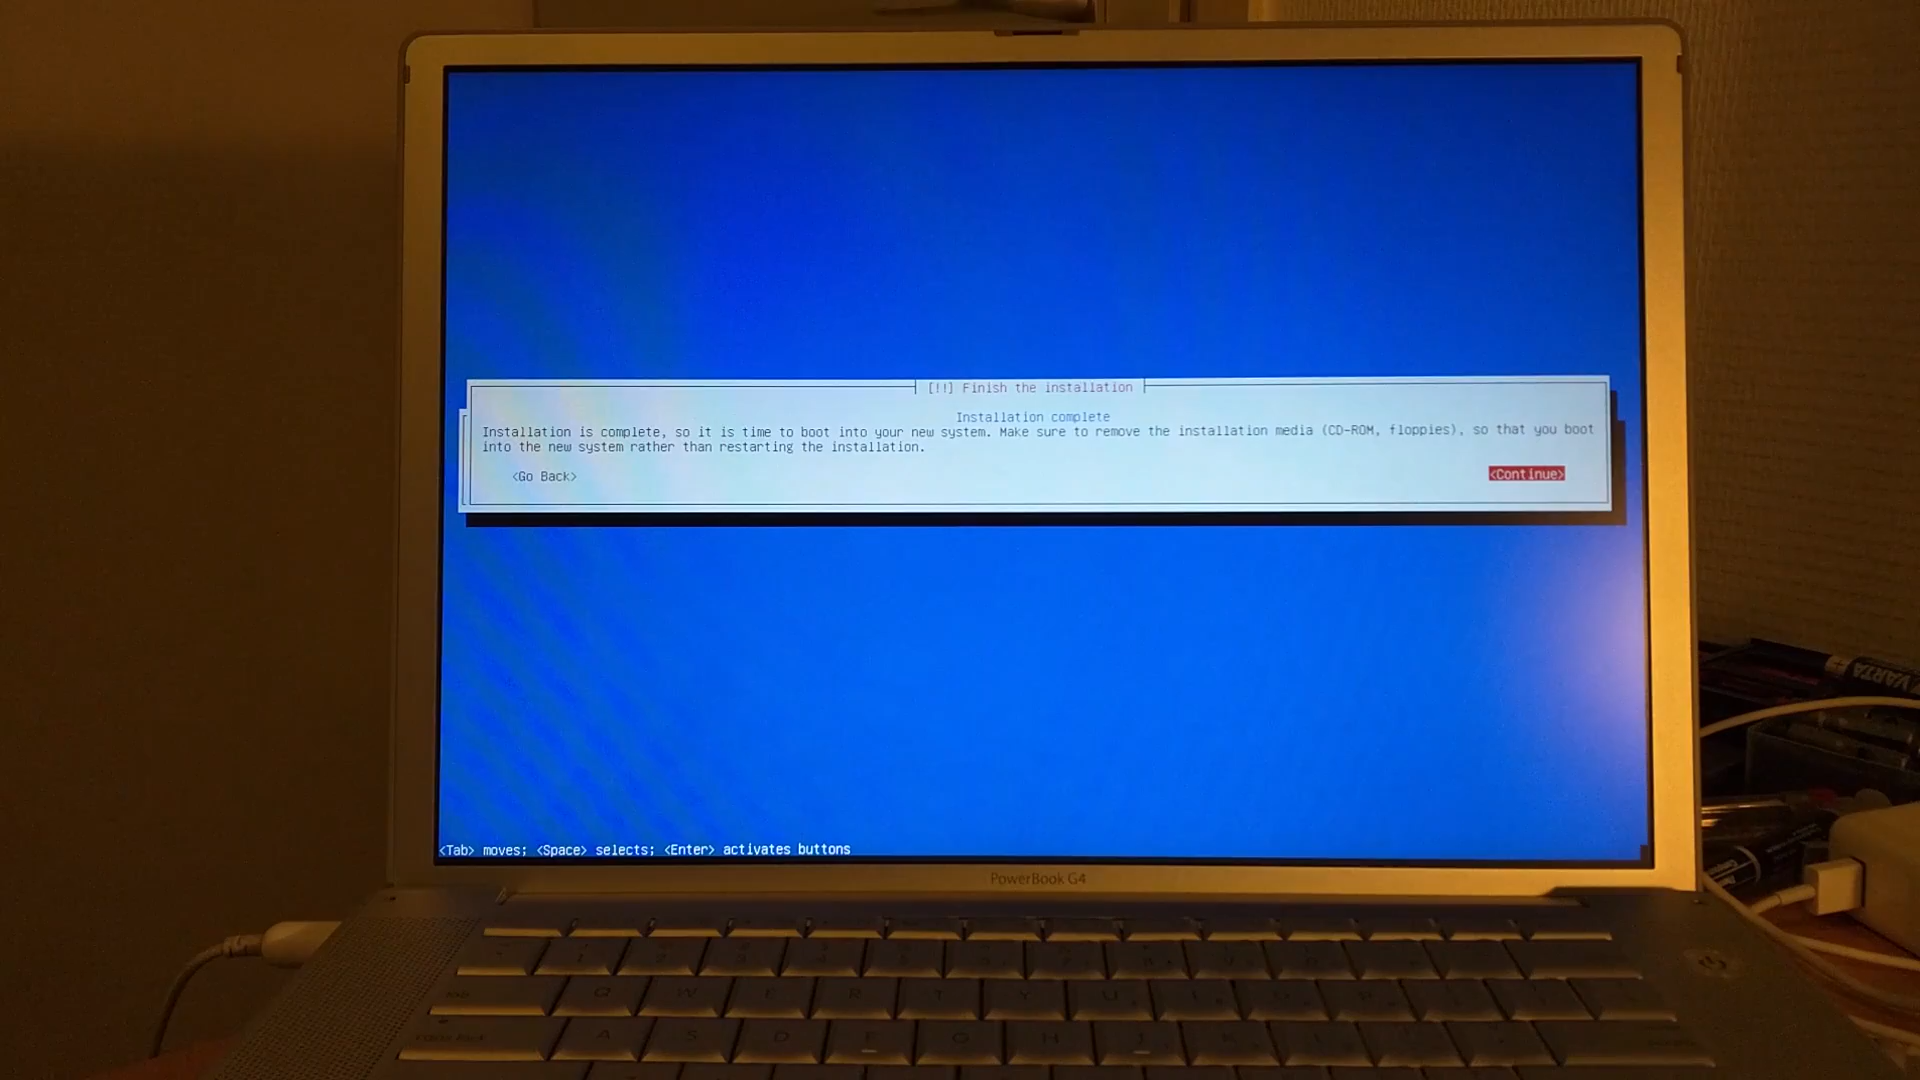 [!!] Finish the installation
Installation complete
Installation is complete, so it is time to boot into your new system. Make sure to remove the installation media (CD-ROM, floppies), so that you boot
into the new system rather than restarting the installation.
<Go Back> <Continue>
<Tab> moves; <Space> selects; <Enter> activates buttons
PowerBook G4
VARTA
Q W E R T Y U
A S D F G H J K